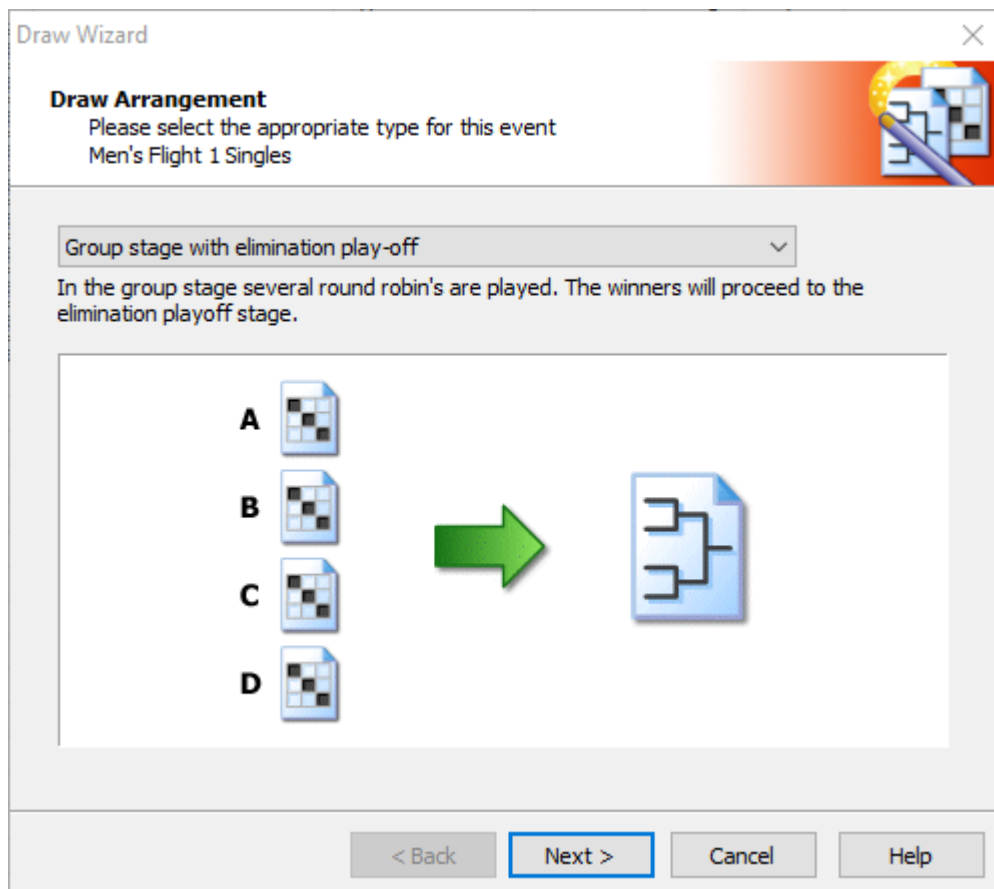 Draw Wizard
Draw Arrangement
Please select the appropriate type for this event
Men's Flight 1 Singles
Group stage with elimination play-off
In the group stage several round robin's are played. The winners will proceed to the
elimination playoff stage.
A
B
C
D
< Back Next > Cancel Help